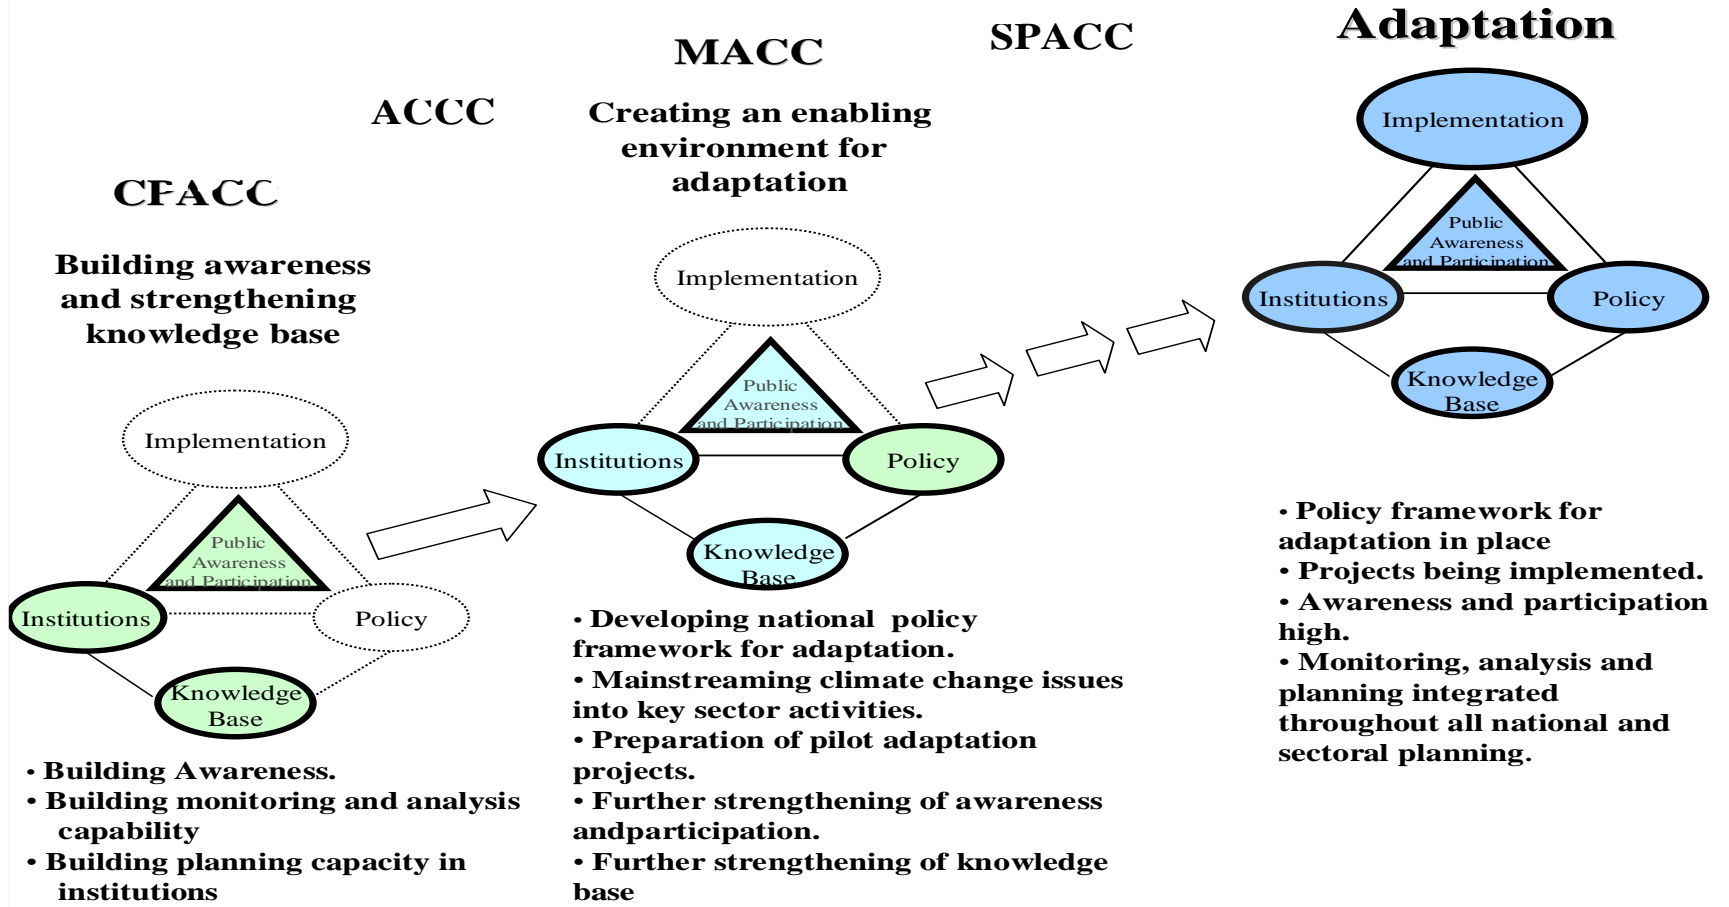 CPACC
Building awareness
and strengthening
knowledge base
Implementation
Public
Awareness
and Participation
Institutions
Policy
Knowledge
Base
• Building Awareness.
• Building monitoring and analysis
capability
• Building planning capacity in
institutions
ACCC
MACC
Creating an enabling
environment for
adaptation
Implementation
Public
Awareness
and Participation
Institutions
Policy
Knowledge
Base
• Developing national policy
framework for adaptation.
• Mainstreaming climate change issues
into key sector activities.
• Preparation of pilot adaptation
projects.
• Further strengthening of awareness
andparticipation.
• Further strengthening of knowledge
base
SPACC
Adaptation
Implementation
Public
Awareness
and Participation
Institutions
Policy
Knowledge
Base
• Policy framework for
adaptation in place
• Projects being implemented.
• Awareness and participation
high.
• Monitoring, analysis and
planning integrated
throughout all national and
sectoral planning.